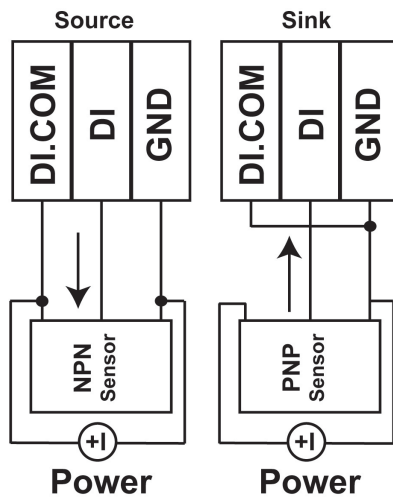 Source
DI.COM
DI
GND
NPN
Sensor
+I
Power
Sink
DI.COM
DI
GND
PNP
Sensor
+I
Power